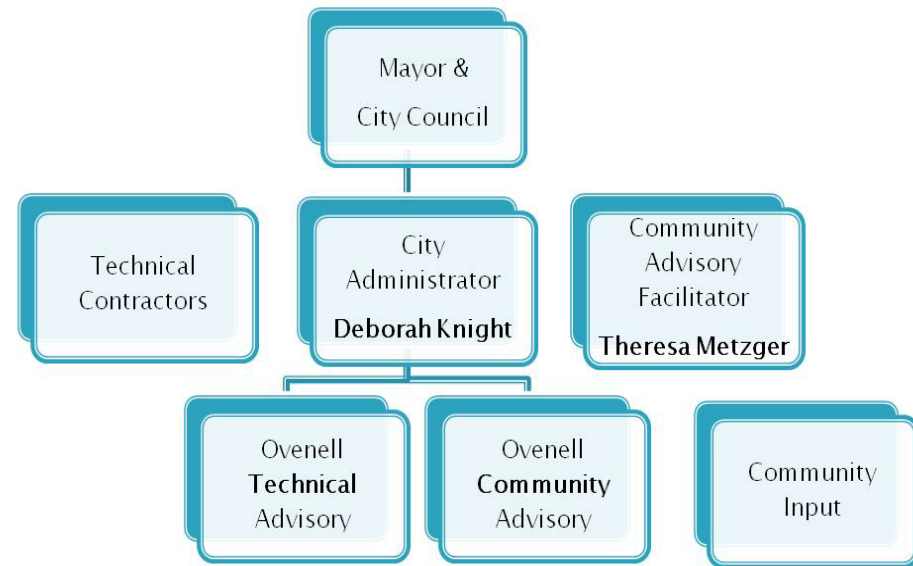 Mayor &
City Council
Technical
Contractors
City
Administrator
Deborah Knight
Community
Advisory
Facilitator
Theresa Metzger
Ovenell
Technical
Advisory
Ovenell
Community
Advisory
Community
Input